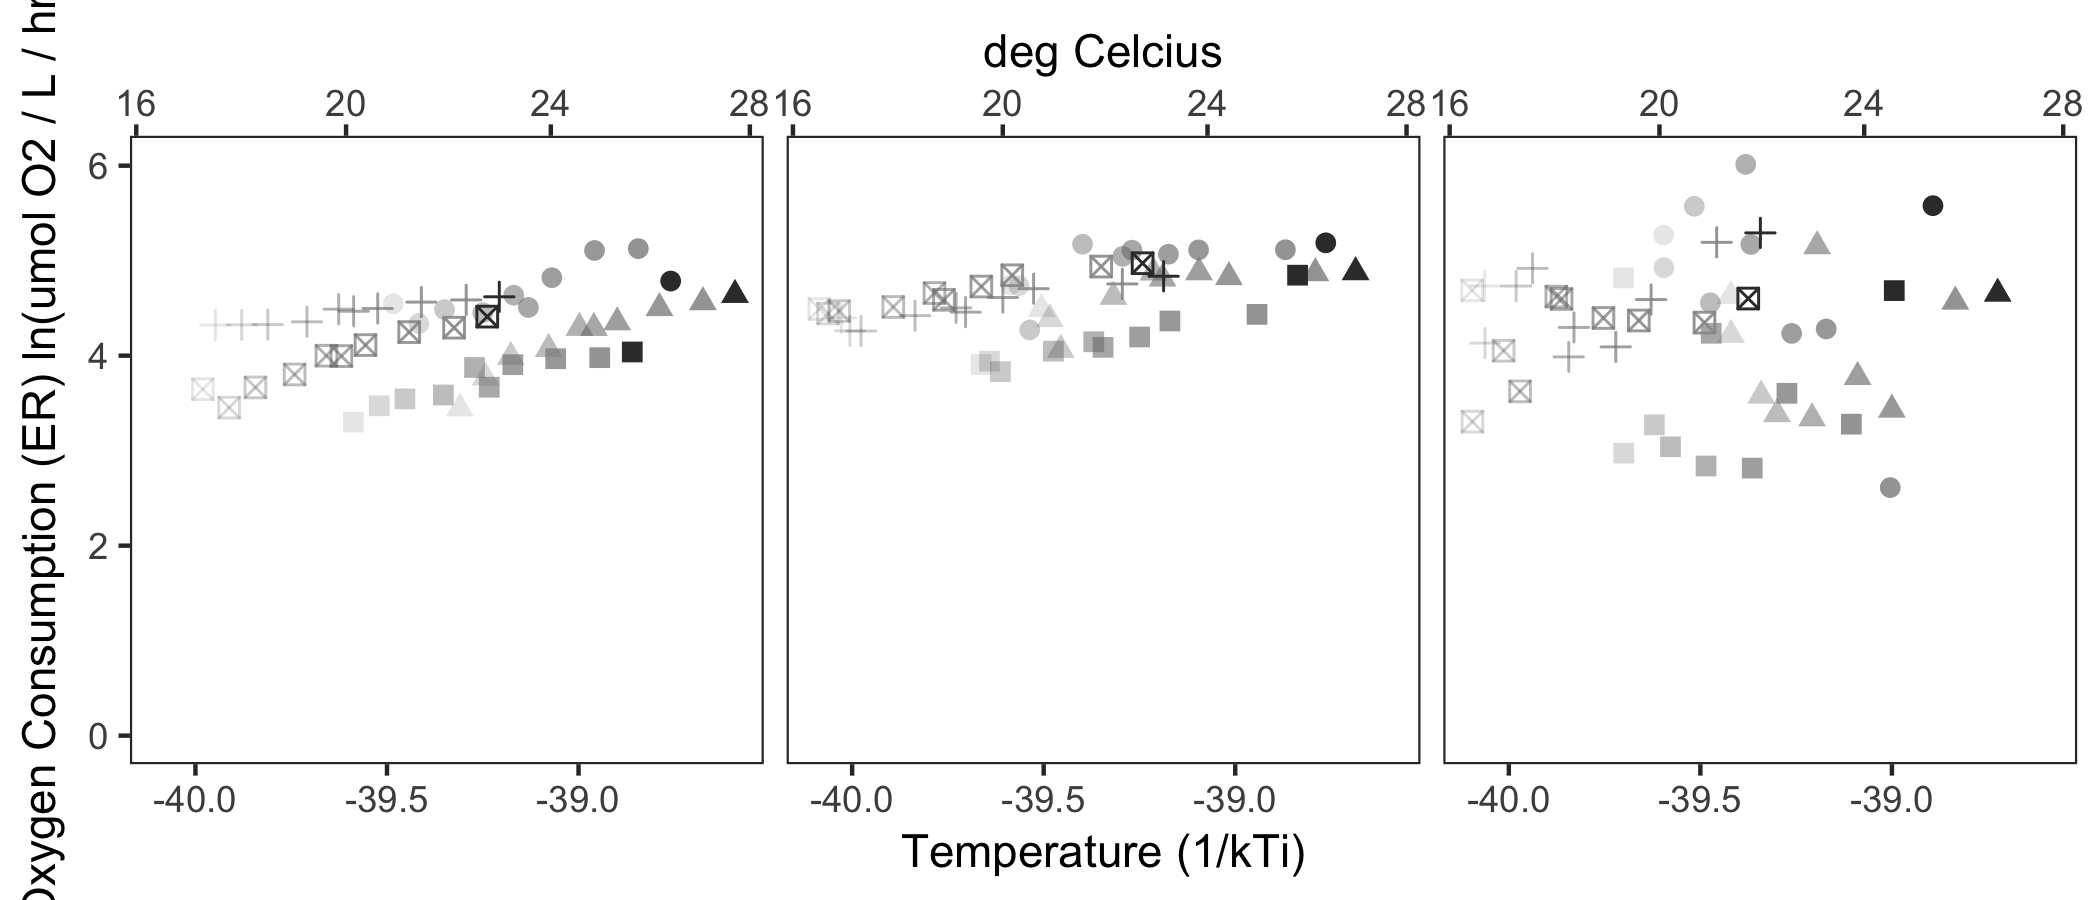 deg Celcius
16 20 24 28 16 20 24 28 16 20 24 28
Oxygen Consumption (ER) ln(umol O2 / L / hr
6
4
2
0
-40.0 -39.5 -39.0 -40.0 -39.5 -39.0 -40.0 -39.5 -39.0
Temperature (1/kTi)